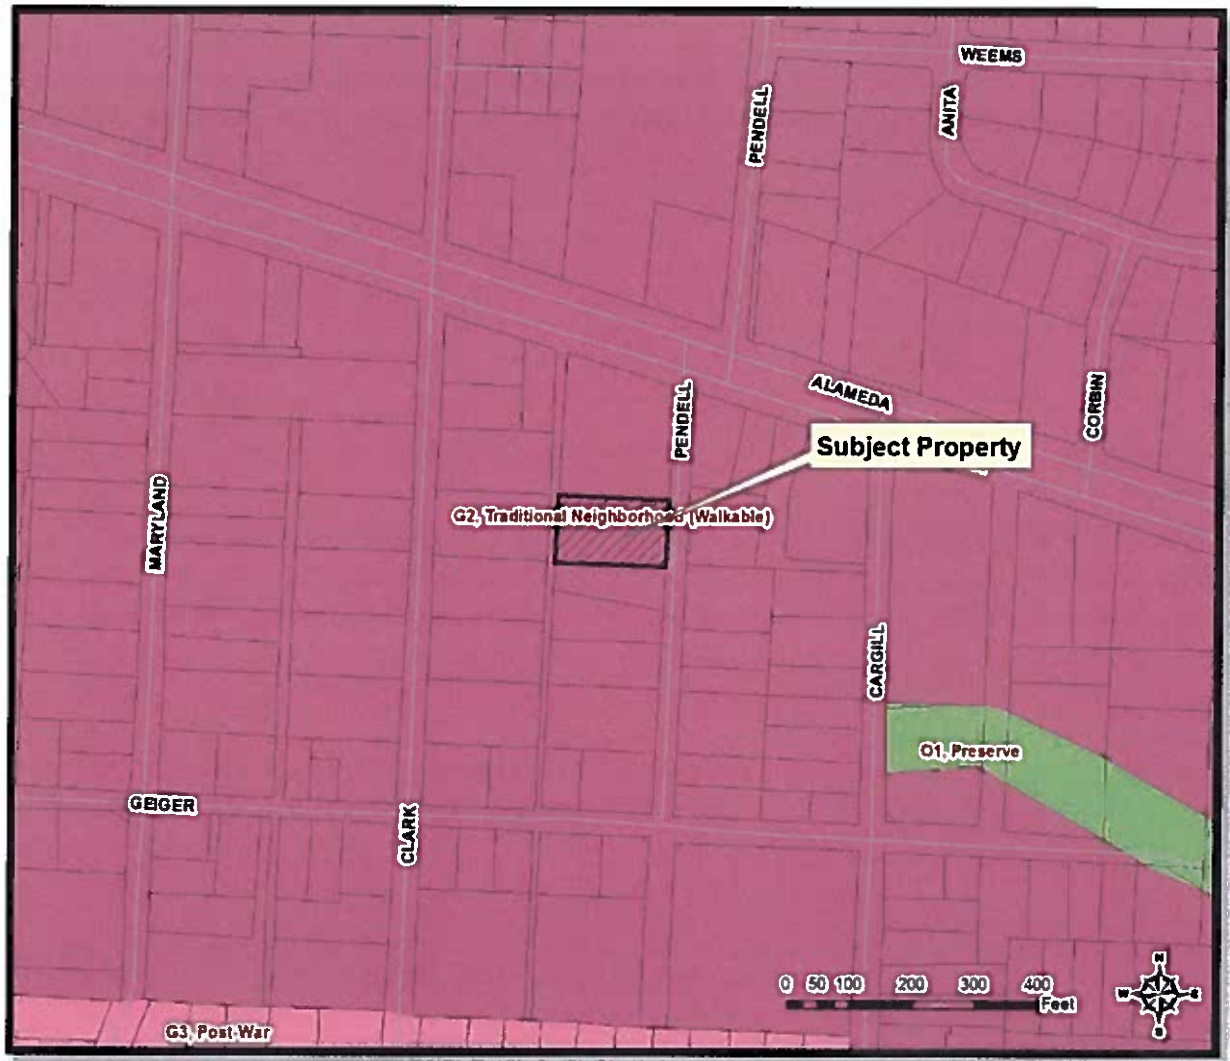 WEEMS
PENDELL
ANITA
ALAMEDA
CORBIN
PENDELL
Subject Property
MARYLAND
G2, Traditional Neighborhood (Walkable)
CARGILL
O1, Preserve
GEIGER
CLARK
0 50 100 200 300 400
Feet
N
W
S
G3, Post-War